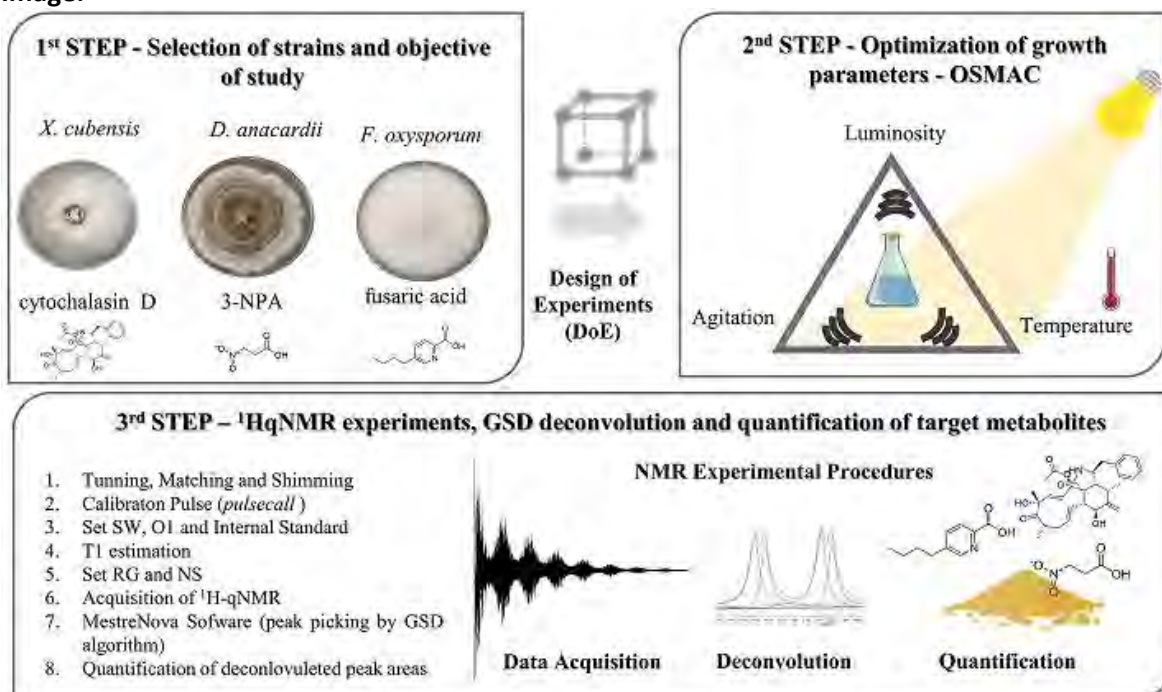 image.
1st STEP - Selection of strains and objective
of study
X. cubensis
D. anacardii
F. oxysporum
cytochalasin D
3-NPA
fusaric acid
Design of
Experiments
(DoE)
2nd STEP - Optimization of growth
parameters - OSMAC
Luminosity
Agitation
Temperature
3rd STEP – ¹HqNMR experiments, GSD deconvolution and quantification of target metabolites
1. Tunning, Matching and Shimming
2. Calibraton Pulse (pulsecall )
3. Set SW, O1 and Internal Standard
4. T1 estimation
5. Set RG and NS
6. Acquisition of ¹H-qNMR
7. MestreNova Sofware (peak picking by GSD
algorithm)
8. Quantification of deconlovuleted peak areas
NMR Experimental Procedures
Data Acquisition
Deconvolution
Quantification